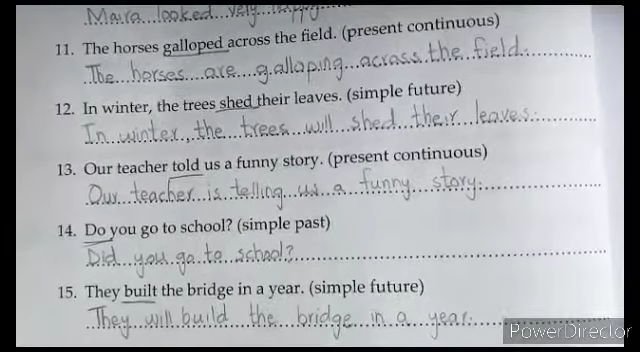 Maira looked very happy
11. The horses galloped across the field. (present continuous)
The horses are galloping across the field.
12. In winter, the trees shed their leaves. (simple future)
In winter, the trees will shed their leaves.
13. Our teacher told us a funny story. (present continuous)
Our teacher is telling us a funny story.
14. Do you go to school? (simple past)
Did you go to school?
15. They built the bridge in a year. (simple future)
They will build the bridge in a year.
PowerDirector